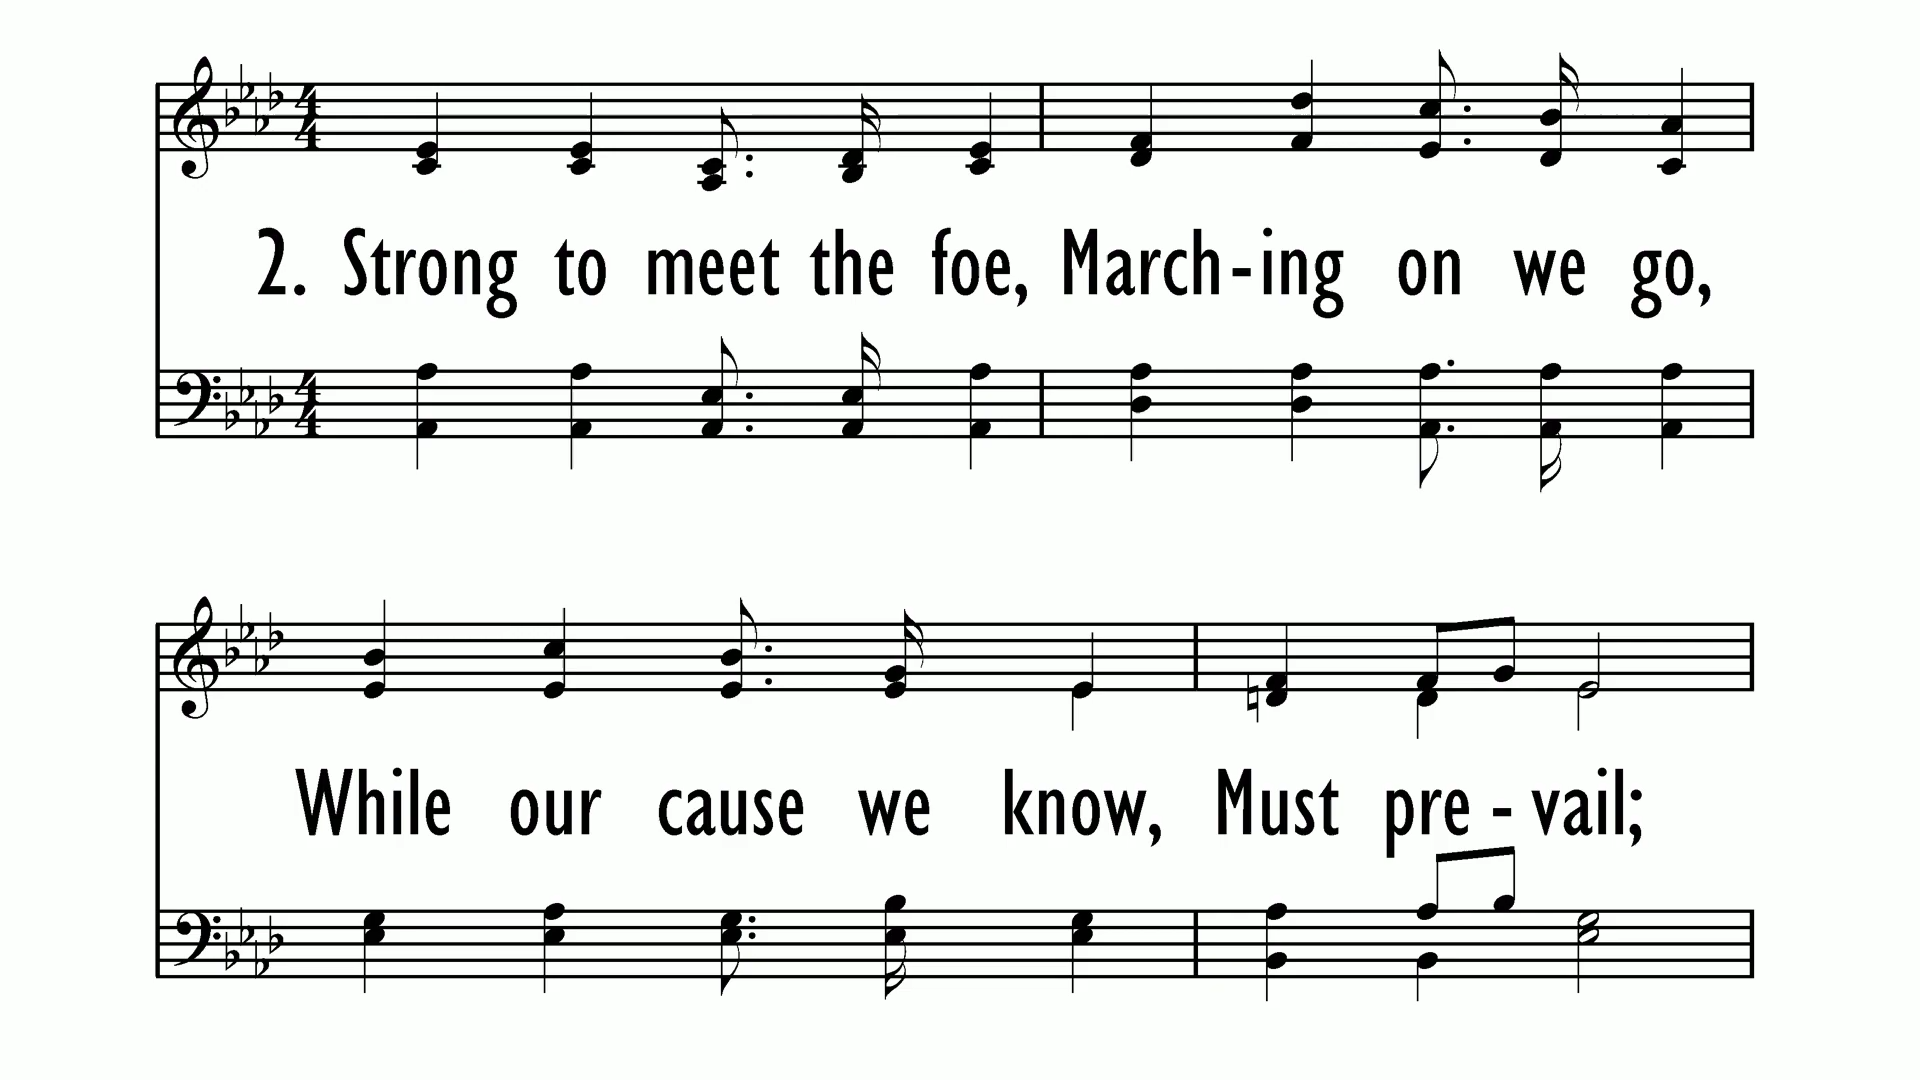 2. Strong to meet the foe, March-ing on we go,
While our cause we know, Must pre-vail;